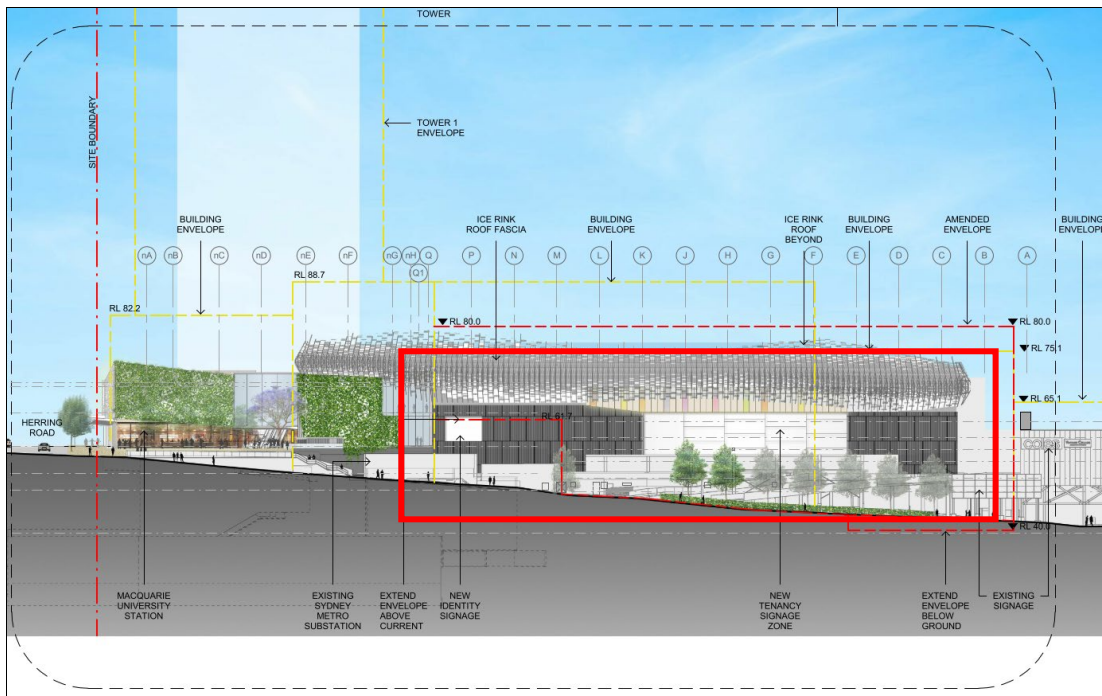 TOWER
SITE BOUNDARY
TOWER 1
ENVELOPE
BUILDING
ENVELOPE
ICE RINK
ROOF FASCIA
BUILDING
ENVELOPE
ICE RINK
ROOF
BEYOND
BUILDING
ENVELOPE
AMENDED
ENVELOPE
BUILDING
ENVELOPE
nA nB nC nD nE nF nG nH Q P N M L K J H G F E D C B A
Q1
RL 88.7
RL 82.2
RL 80.0
RL 80.0
RL 75.1
RL 65.1
RL 61.7
HERRING
ROAD
RL 40.0
MACQUARIE
UNIVERSITY
STATION
EXISTING
SYDNEY
METRO
SUBSTATION
EXTEND
ENVELOPE
ABOVE
CURRENT
NEW
IDENTITY
SIGNAGE
NEW
TENANCY
SIGNAGE
ZONE
EXTEND
ENVELOPE
BELOW
GROUND
EXISTING
SIGNAGE